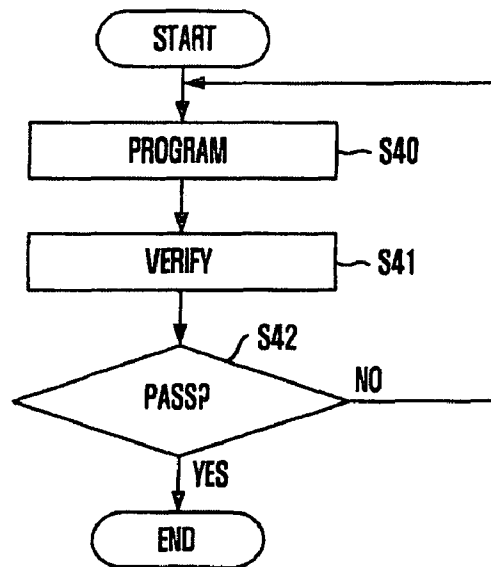 START
PROGRAM
S40
VERIFY
S41
S42
PASS?
NO
YES
END